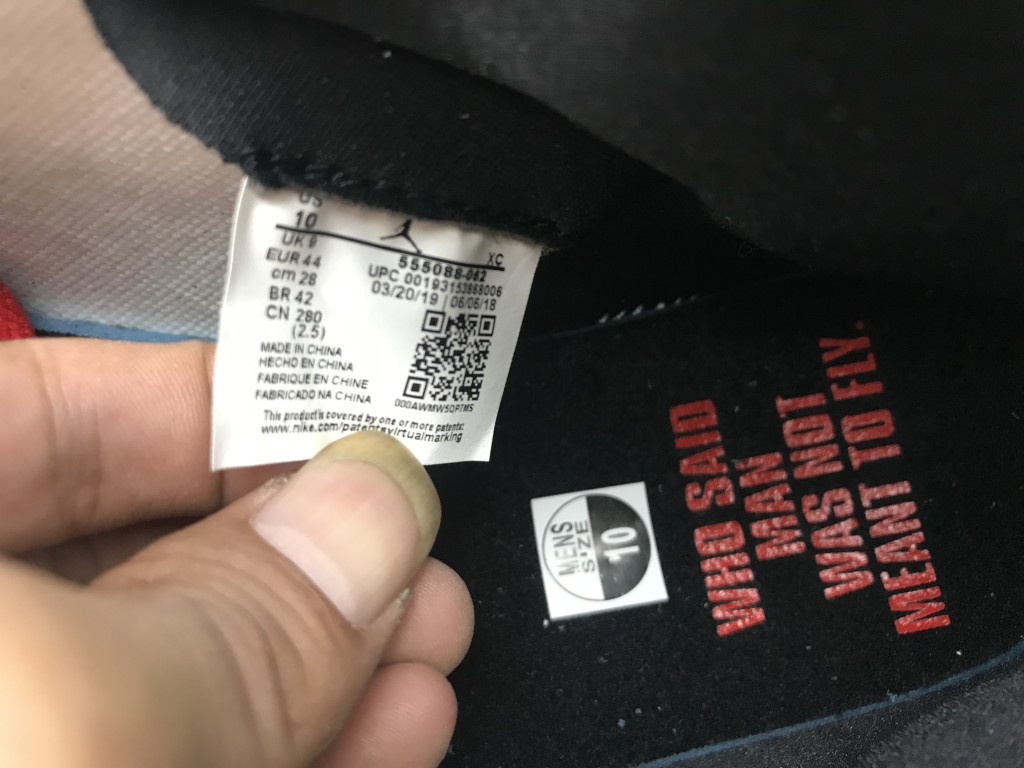 US
10
UK 9
EUR 44
cm 28
BR 42
CN 280
(2.5)
XC
555088-062
UPC 00193153868006
03/20/19 06/06/18
MADE IN CHINA
HECHO EN CHINA
FABRIQUE EN CHINE
FABRICADO NA CHINA
000AWMW5OP7MS
This product is covered by one or more patents:
www.nike.com/patentsvirtualmarking
MENS
SIZE
10
WHO SAID
MAN
WAS NOT
MEANT TO FLY.